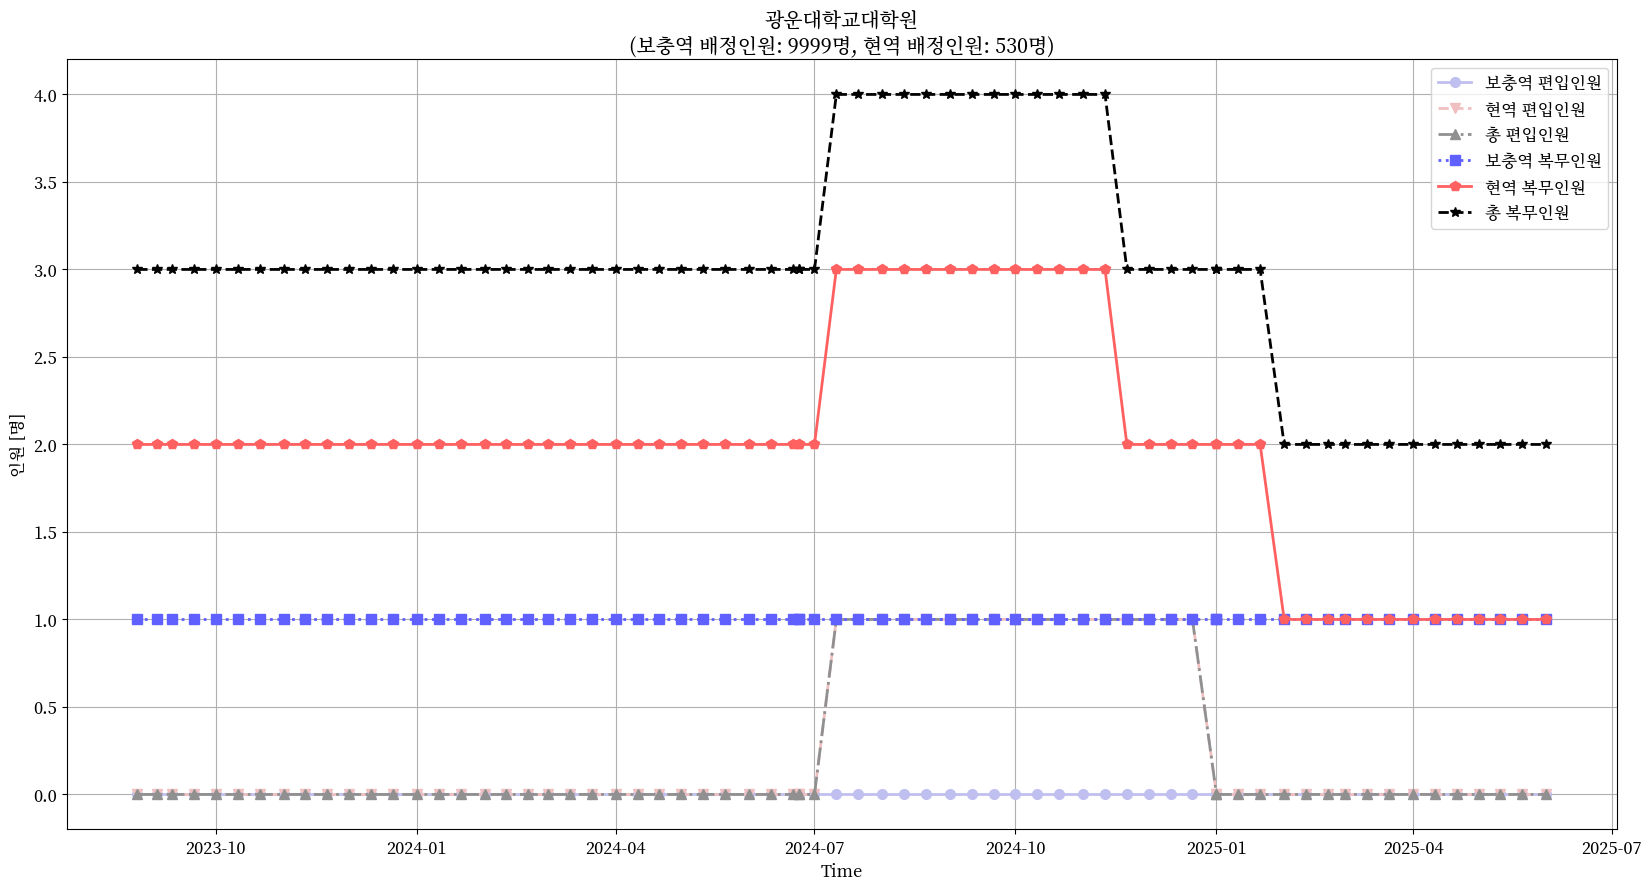 광운대학교대학원
(보충역 배정인원: 9999명, 현역 배정인원: 530명)
보충역 편입인원
현역 편입인원
총 편입인원
보충역 복무인원
현역 복무인원
총 복무인원
인원 [명]
4.0
3.5
3.0
2.5
2.0
1.5
1.0
0.5
0.0
2023-10
2024-01
2024-04
2024-07
2024-10
2025-01
2025-04
2025-07
Time